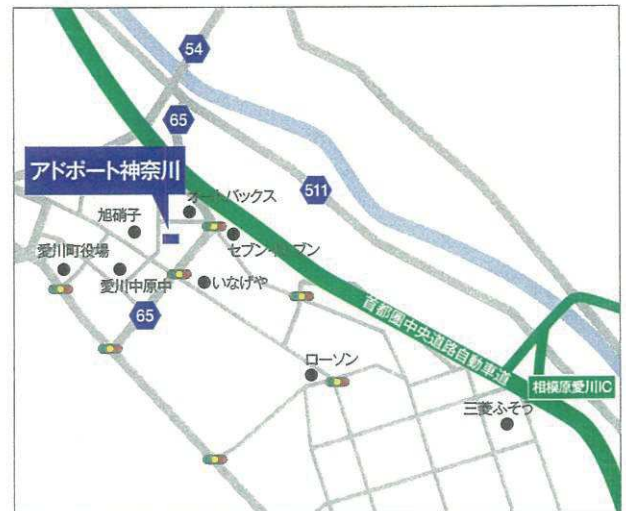 54
65
アドポート神奈川
511
オートバックス
旭硝子
セブンイレブン
愛川町役場
愛川中原中
いなげや
65
首都圏中央道路自動車道
ローソン
相模原愛川IC
三菱ふそう